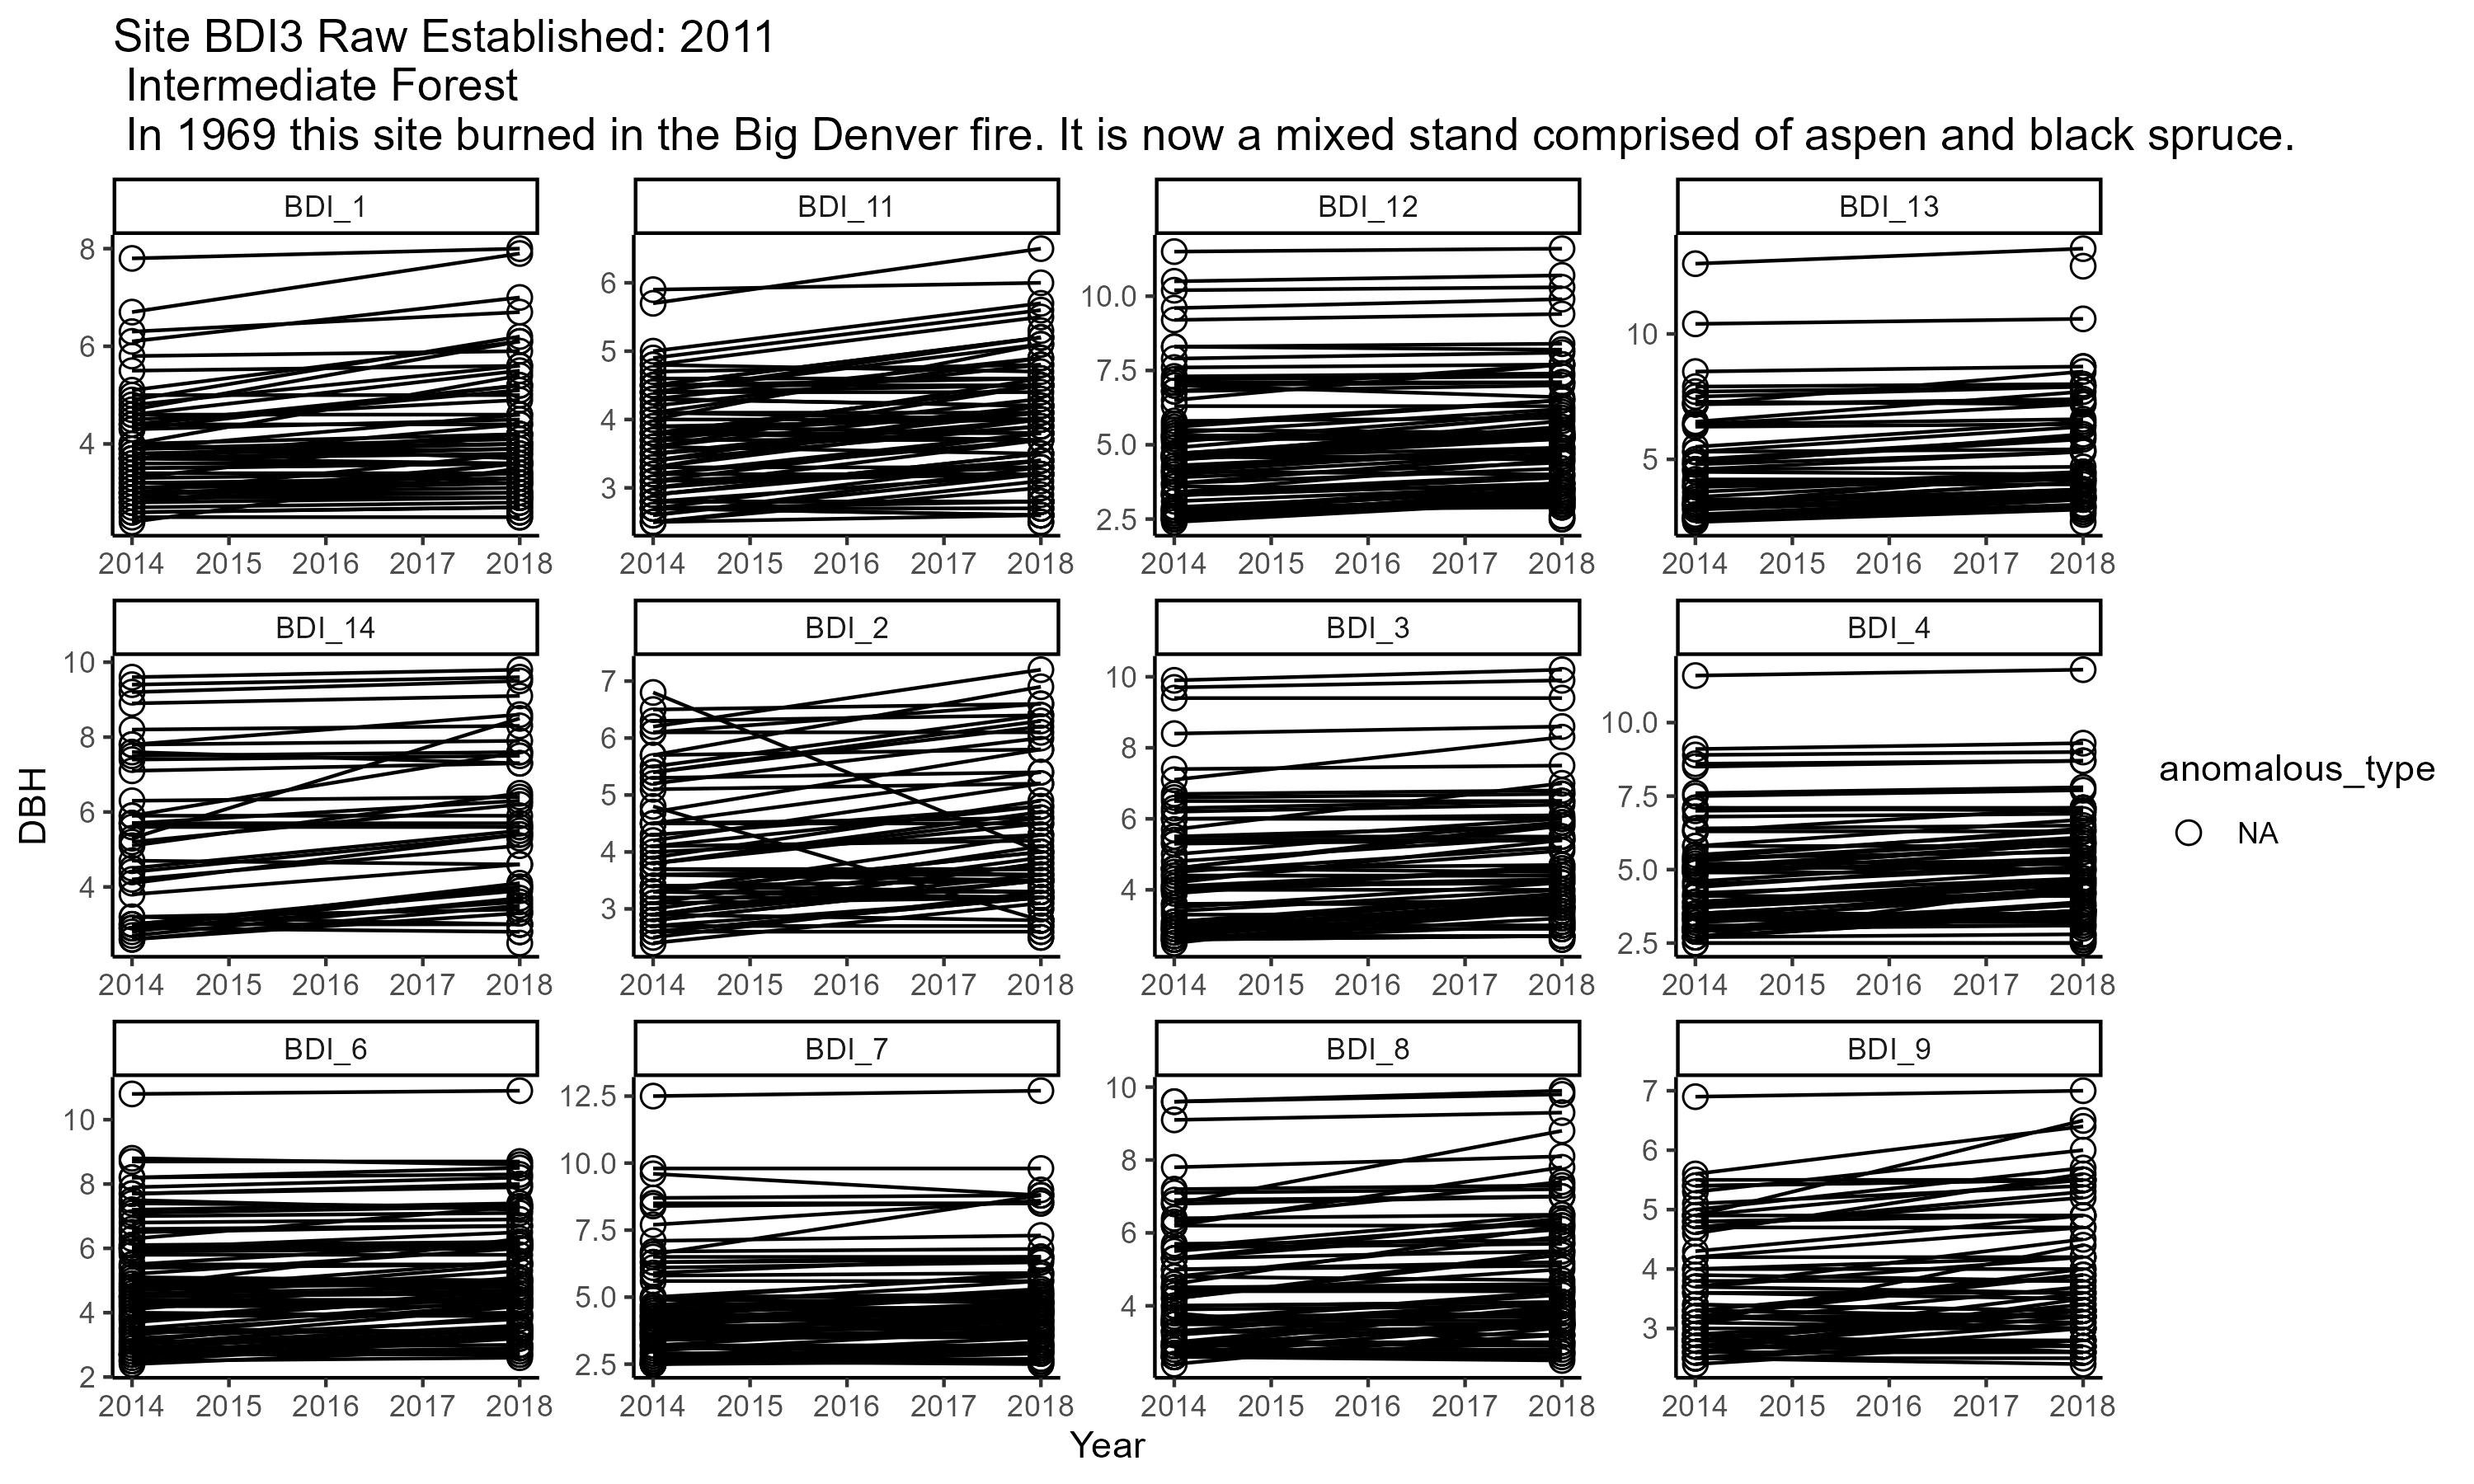 Site BDI3 Raw Established: 2011
Intermediate Forest
In 1969 this site burned in the Big Denver fire. It is now a mixed stand comprised of aspen and black spruce.
BDI_1 BDI_11 BDI_12 BDI_13
8 6 4
6 5 4 3
10.0 7.5 5.0 2.5
10 5
2014 2015 2016 2017 2018 2014 2015 2016 2017 2018 2014 2015 2016 2017 2018 2014 2015 2016 2017 2018
BDI_14 BDI_2 BDI_3 BDI_4
10 8 6 4
7 6 5 4 3
10 8 6 4
10.0 7.5 5.0 2.5
2014 2015 2016 2017 2018 2014 2015 2016 2017 2018 2014 2015 2016 2017 2018 2014 2015 2016 2017 2018
BDI_6 BDI_7 BDI_8 BDI_9
10 8 6 4 2
12.5 10.0 7.5 5.0 2.5
10 8 6 4
7 6 5 4 3
2014 2015 2016 2017 2018 2014 2015 2016 2017 2018 2014 2015 2016 2017 2018 2014 2015 2016 2017 2018
DBH
Year
anomalous_type
NA